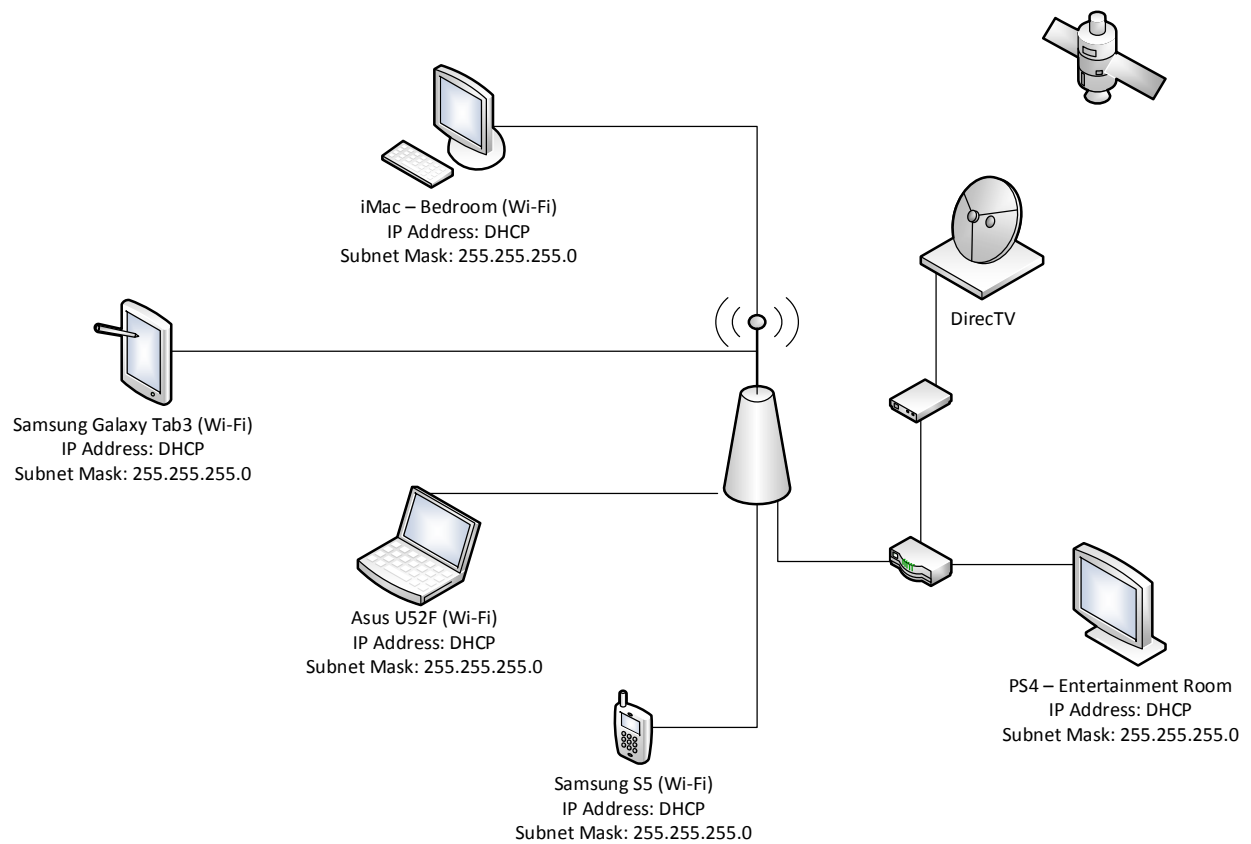 iMac – Bedroom (Wi-Fi)
IP Address: DHCP
Subnet Mask: 255.255.255.0
DirecTV
Samsung Galaxy Tab3 (Wi-Fi)
IP Address: DHCP
Subnet Mask: 255.255.255.0
Asus U52F (Wi-Fi)
IP Address: DHCP
Subnet Mask: 255.255.255.0
PS4 – Entertainment Room
IP Address: DHCP
Subnet Mask: 255.255.255.0
Samsung S5 (Wi-Fi)
IP Address: DHCP
Subnet Mask: 255.255.255.0